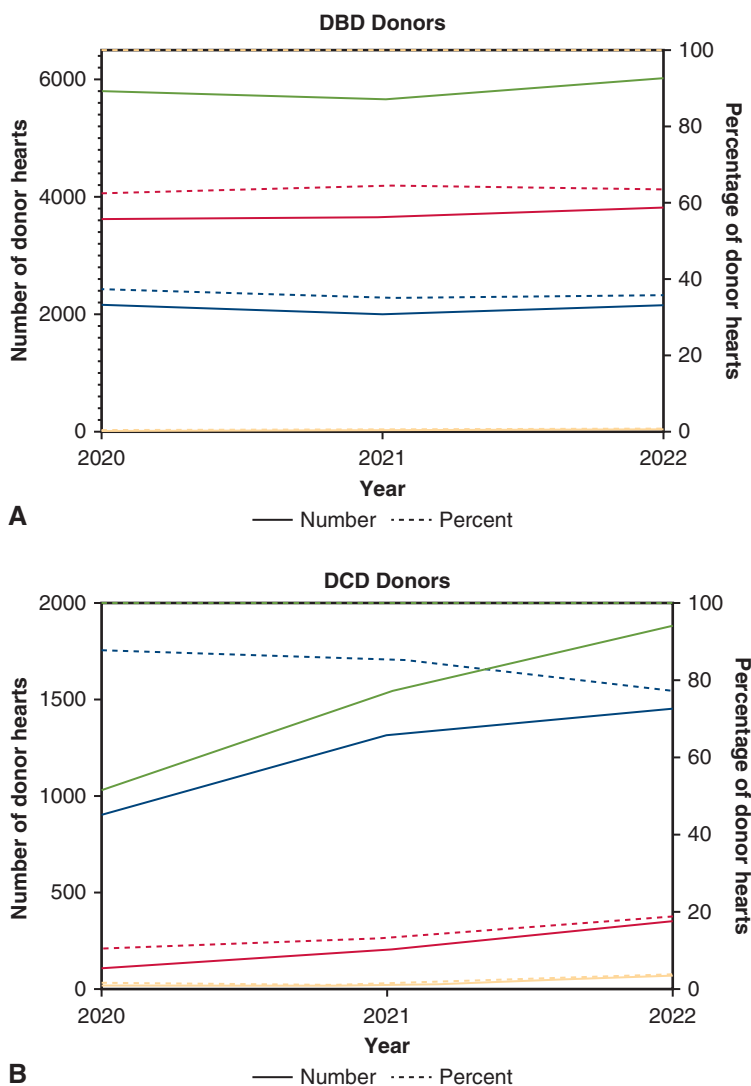 DBD Donors
Number of donor hearts
6000
4000
2000
0
100
80
60
40
20
0
Percentage of donor hearts
2020
2021
2022
Year
A
Number
Percent
DCD Donors
Number of donor hearts
2000
1500
1000
500
0
100
80
60
40
20
0
Percentage of donor hearts
2020
2021
2022
Year
B
Number
Percent